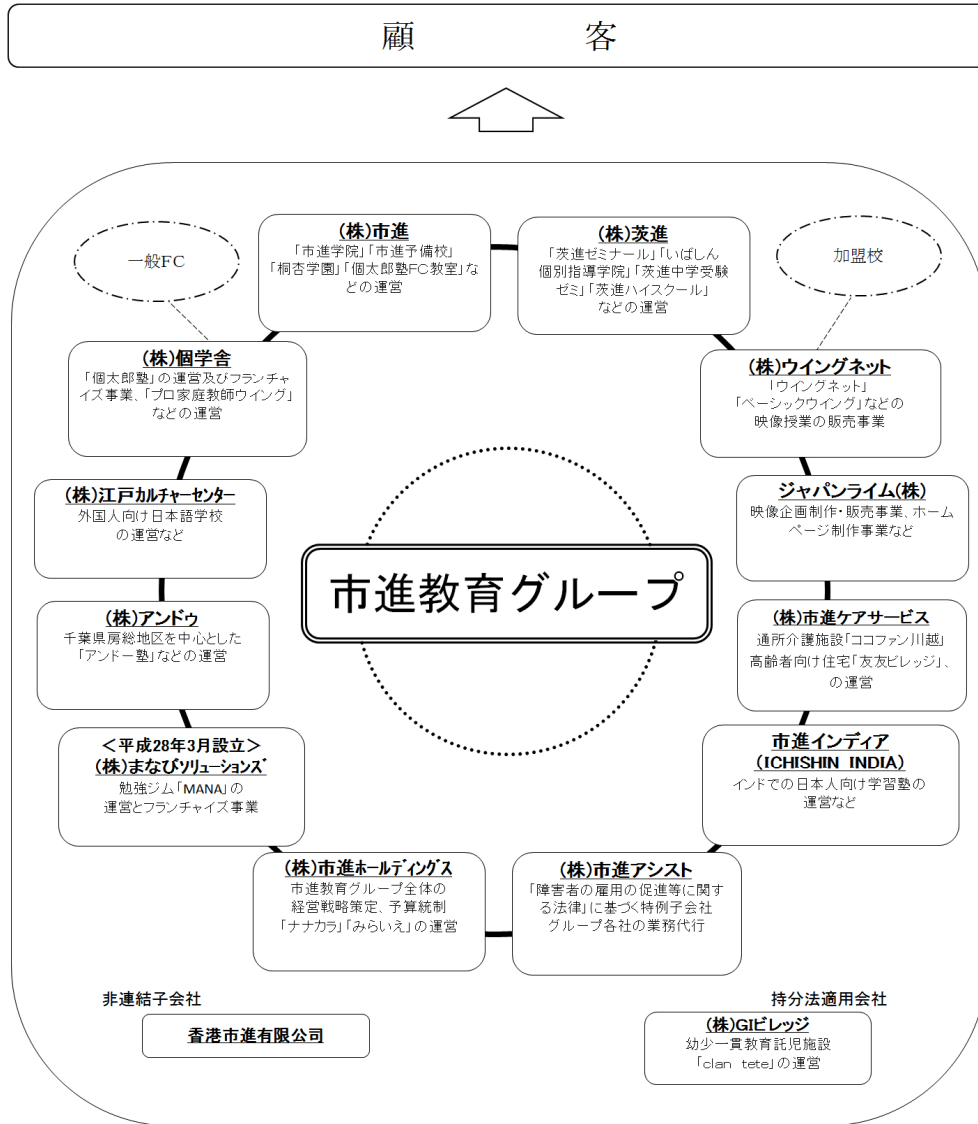 顧　　客
一般FC
加盟校
(株)市進
「市進学院」「市進予備校」
「桐杏学園」「個太郎塾FC教室」な
どの運営
(株)茨進
「茨進ゼミナール」「いばしん
個別指導学院」「茨進中学受験
ゼミ」「茨進ハイスクール」
などの運営
(株)個学舎
「個太郎塾」の運営及びフランチャ
イズ事業、「プロ家庭教師ウイング」
などの運営
(株)ウイングネット
「ウイングネット」
「ベーシックウイング」などの
映像授業の販売事業
(株)江戸カルチャーセンター
外国人向け日本語学校
の運営など
ジャパンライム(株)
映像企画制作・販売事業、ホーム
ページ制作事業など
市進教育グループ
(株)アンドゥ
千葉県房総地区を中心とした
「アンドー塾」などの運営
(株)市進ケアサービス
通所介護施設「ココファン川越」
高齢者向け住宅「友友ビレッジ」、
の運営
＜平成28年3月設立＞
(株)まなびソリューションズ
勉強ジム「MANA」の
運営とフランチャイズ事業
市進インディア
(ICHISHIN INDIA)
インドでの日本人向け学習塾の
運営など
(株)市進ホールディングス
市進教育グループ全体の
経営戦略策定、予算統制
「ナナカラ」「みらいえ」の運営
(株)市進アシスト
「障害者の雇用の促進等に関す
る法律」に基づく特例子会社
グループ各社の業務代行
非連結子会社
香港市進有限公司
持分法適用会社
(株)GIビレッジ
幼少一貫教育託児施設
「clan tete」の運営